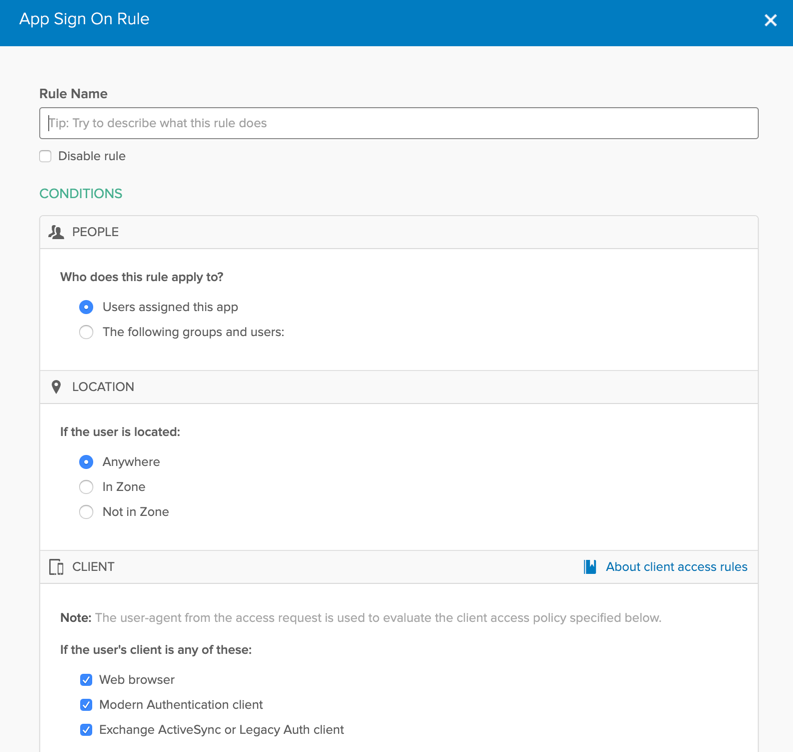 App Sign On Rule
Rule Name
Tip: Try to describe what this rule does
Disable rule
CONDITIONS
PEOPLE
Who does this rule apply to?
Users assigned this app
The following groups and users:
LOCATION
If the user is located:
Anywhere
In Zone
Not in Zone
CLIENT About client access rules
Note: The user-agent from the access request is used to evaluate the client access policy specified below.
If the user's client is any of these:
Web browser
Modern Authentication client
Exchange ActiveSync or Legacy Auth client